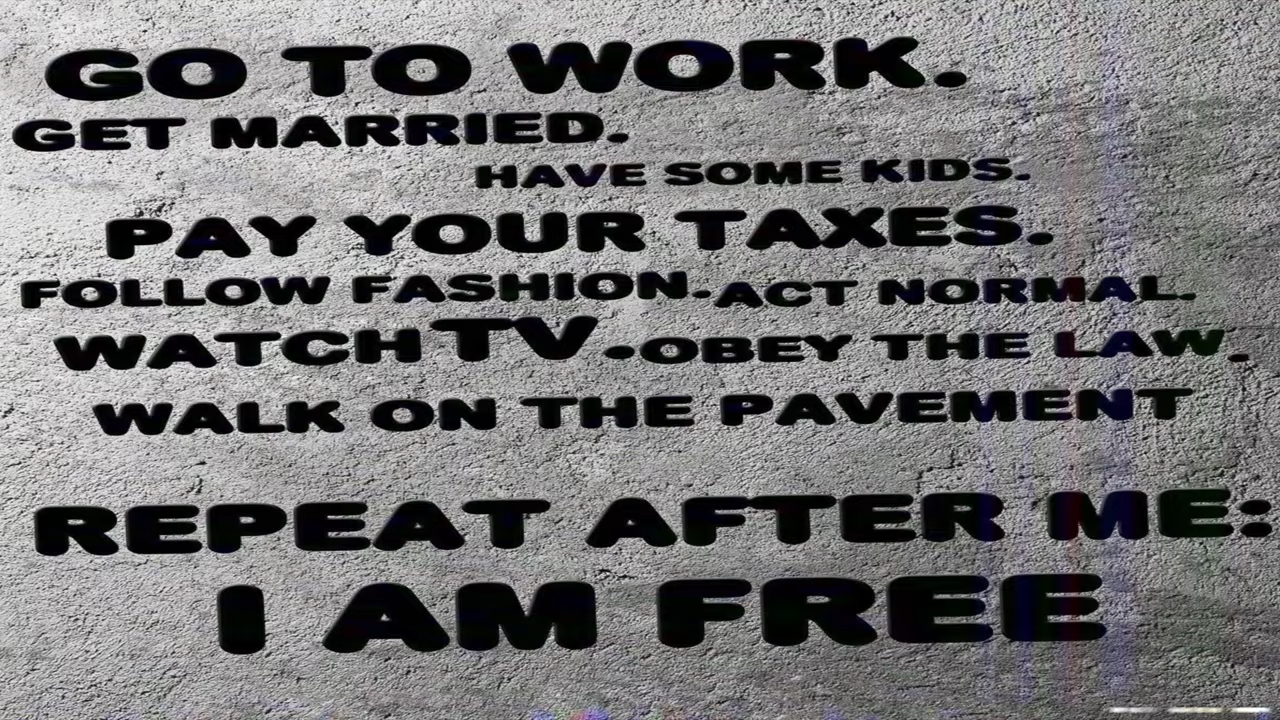 GO TO WORK.
GET MARRIED.
HAVE SOME KIDS.
PAY YOUR TAXES.
FOLLOW FASHION. ACT NORMAL.
WATCH TV. OBEY THE LAW.
WALK ON THE PAVEMENT
REPEAT AFTER ME:
I AM FREE